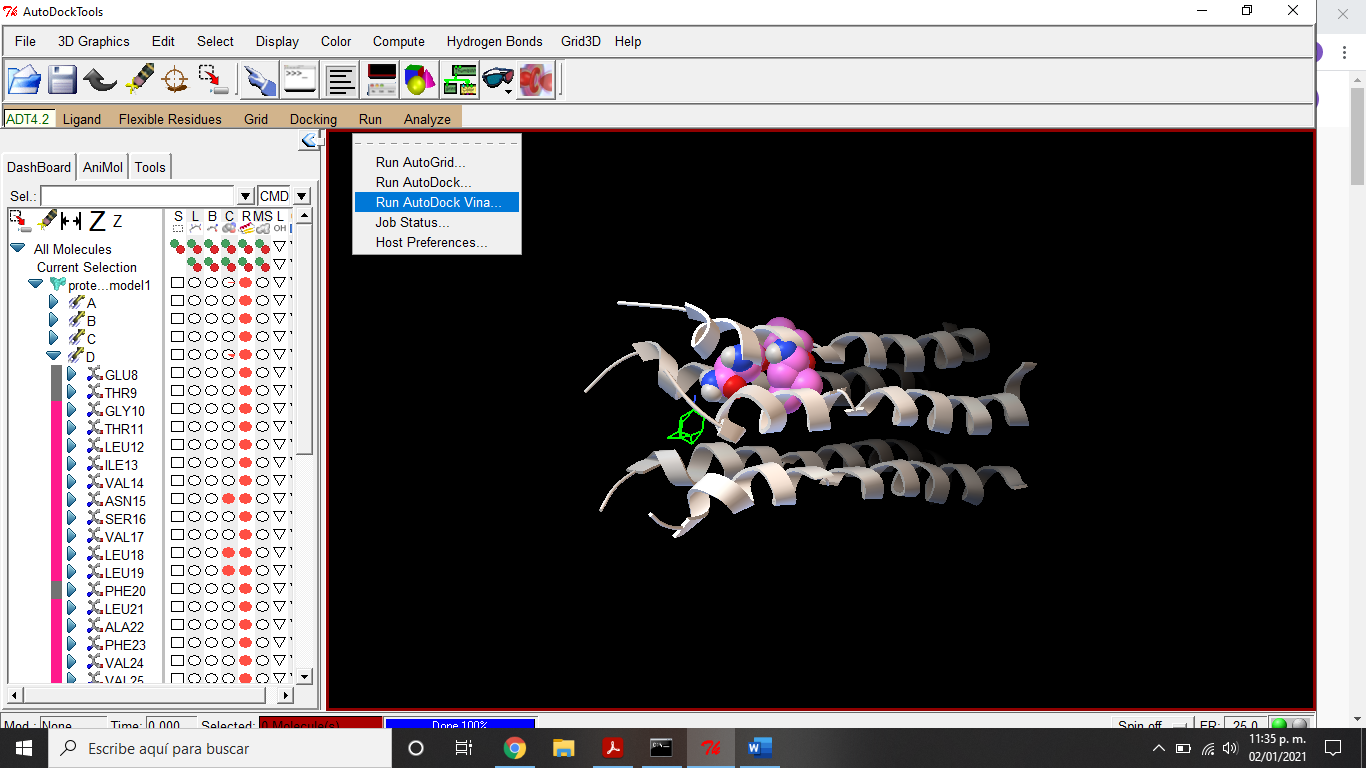 AutoDockTools
File 3D Graphics Edit Select Display Color Compute Hydrogen Bonds Grid3D Help
ADT4.2 Ligand Flexible Residues Grid Docking Run Analyze
Run AutoGrid...
Run AutoDock...
Run AutoDock Vina...
Job Status...
Host Preferences...
DashBoard AniMol Tools
Sel.: CMD
Z Z
S L B C R MS L
OH
All Molecules
Current Selection
prote...model1
A
B
C
D
GLU8
THR9
GLY10
THR11
LEU12
ILE13
VAL14
ASN15
SER16
VAL17
LEU18
LEU19
PHE20
LEU21
ALA22
PHE23
VAL24
VAL25
Mod.: None Time: 0.000 Selected: 0 Molecule(s) Done 100% Spin off FR: 25.0
Escribe aquí para buscar
11:35 p. m.
02/01/2021